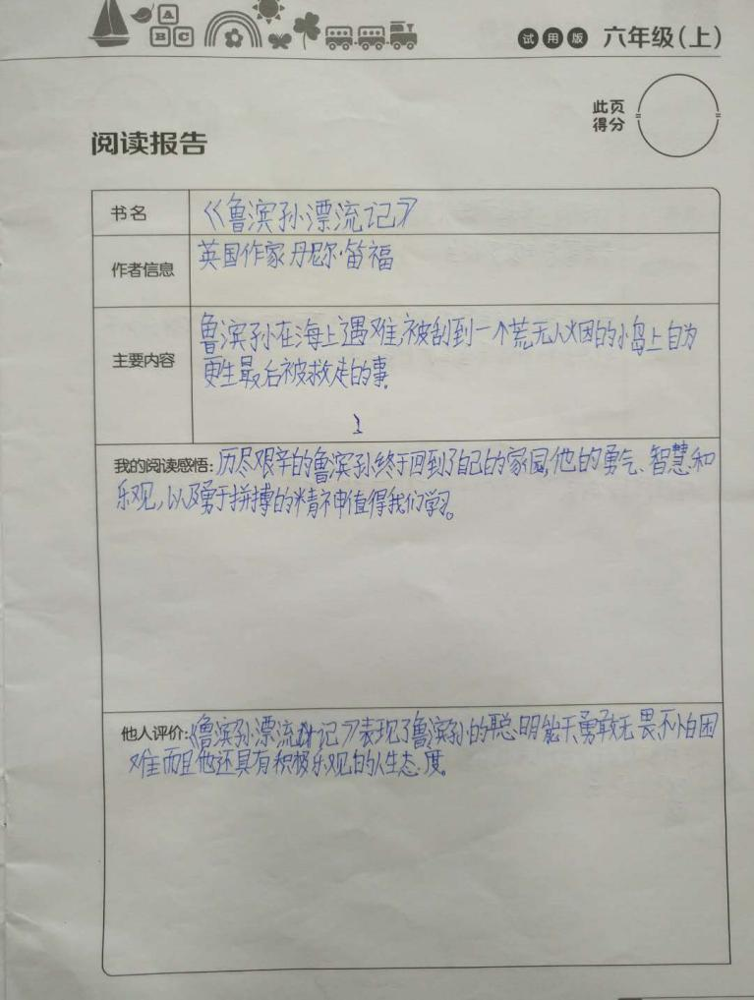 A
B C
试用版 六年级(上)
此页
得分
阅读报告
书名 《鲁滨孙漂流记》
作者信息 英国作家丹尼尔·笛福
主要内容 鲁滨孙在海上遇难,被刮到一个荒无人烟的小岛上自为
更生最后被救走的事。
我的阅读感悟:历尽艰辛的鲁滨孙终于回到了自己的家园,他的勇气、智慧和
乐观,以及勇于拼搏的精神值得我们学习。
他人评价:《鲁滨孙漂流记》表现了鲁滨孙的聪明能干勇敢无畏不怕困
难而且他还具有积极乐观的人生态度。